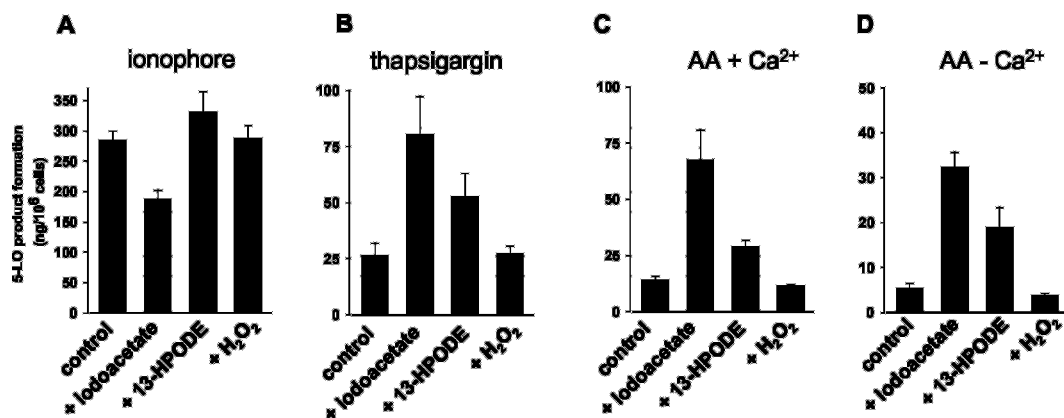 A
ionophore
5-LO product formation
(ng/10⁶ cells)
350
300
250
200
150
100
50
0
control
+ Iodoacetate
+ 13-HPODE
+ H₂O₂
B
thapsigargin
100
75
50
25
0
control
+ Iodoacetate
+ 13-HPODE
+ H₂O₂
C
AA + Ca²⁺
100
75
50
25
0
control
+ Iodoacetate
+ 13-HPODE
+ H₂O₂
D
AA - Ca²⁺
50
40
30
20
10
0
control
+ Iodoacetate
+ 13-HPODE
+ H₂O₂